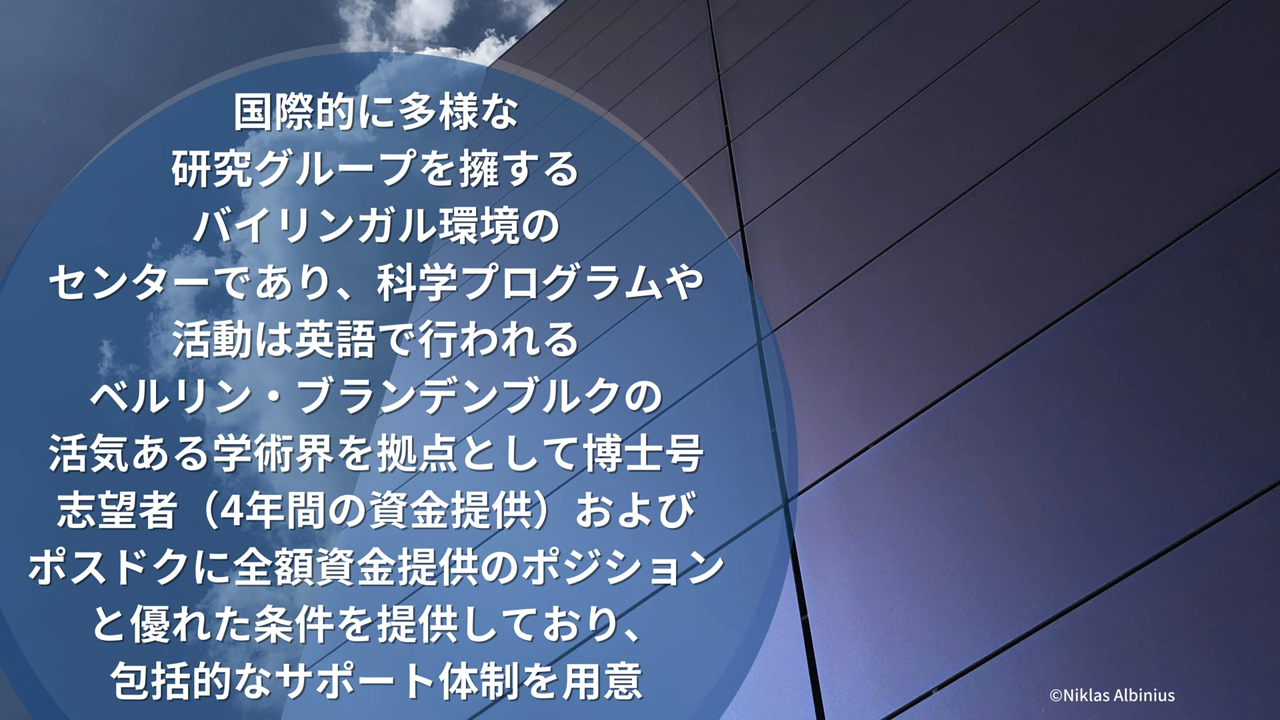 国際的に多様な
研究グループを擁する
バイリンガル環境の
センターであり、科学プログラムや
活動は英語で行われる
ベルリン・ブランデンブルクの
活気ある学術界を拠点として博士号
志望者（4年間の資金提供）および
ポスドクに全額資金提供のポジション
と優れた条件を提供しており、
包括的なサポート体制を用意
©Niklas Albinius